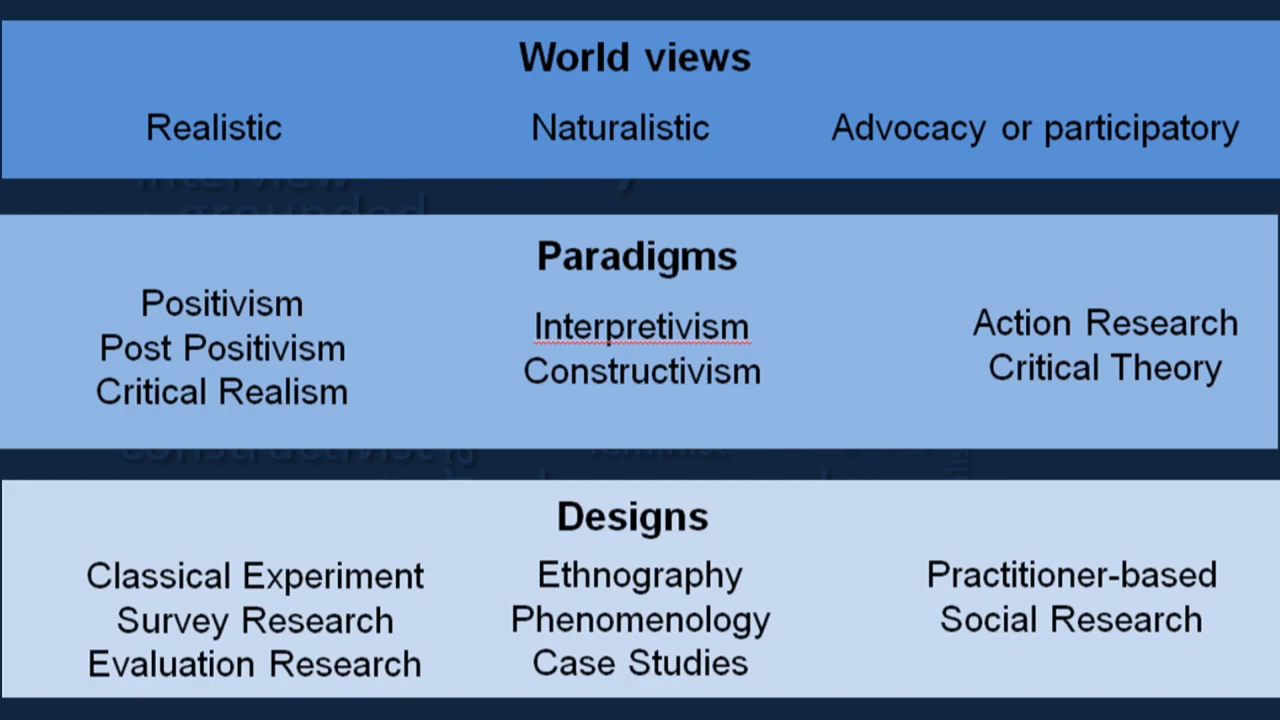 World views
Realistic
Naturalistic
Advocacy or participatory
Paradigms
Positivism
Post Positivism
Critical Realism
Interpretivism
Constructivism
Action Research
Critical Theory
Designs
Classical Experiment
Survey Research
Evaluation Research
Ethnography
Phenomenology
Case Studies
Practitioner-based
Social Research